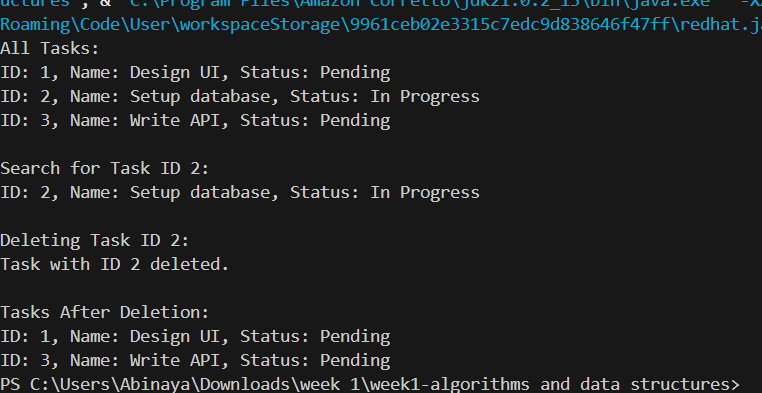 uctures'; & 'C:\Program Files\Amazon Corretto\jdk21.0.2_13\bin\java.exe' '-X
Roaming\Code\User\workspaceStorage\9961ceb02e3315c7edc9d838646f47ff\redhat.ja
All Tasks:
ID: 1, Name: Design UI, Status: Pending
ID: 2, Name: Setup database, Status: In Progress
ID: 3, Name: Write API, Status: Pending
Search for Task ID 2:
ID: 2, Name: Setup database, Status: In Progress
Deleting Task ID 2:
Task with ID 2 deleted.
Tasks After Deletion:
ID: 1, Name: Design UI, Status: Pending
ID: 3, Name: Write API, Status: Pending
PS C:\Users\Abinaya\Downloads\week 1\week1-algorithms and data structures>